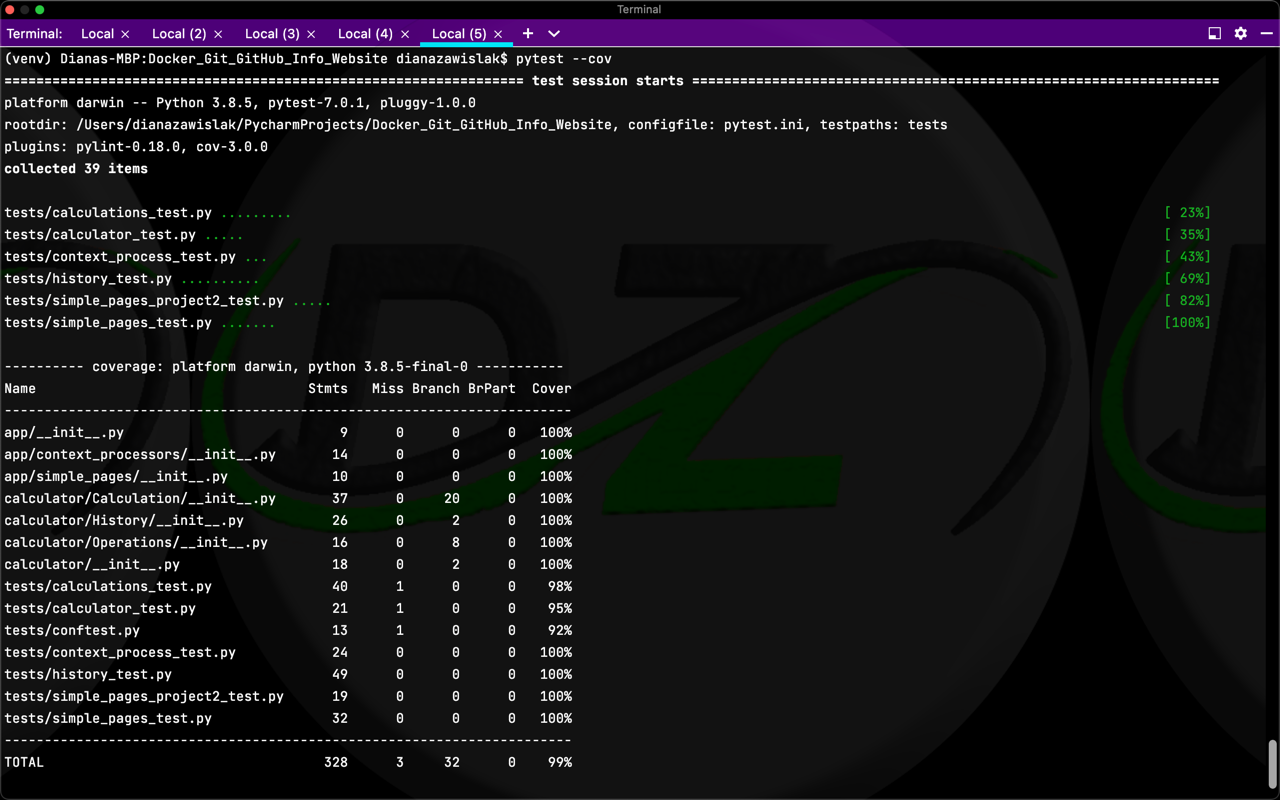 Terminal
Terminal: Local × Local (2) × Local (3) × Local (4) × Local (5) × +
(venv) Dianas-MBP:Docker_Git_GitHub_Info_Website dianazawislak$ pytest --cov
================================================================= test session starts ==================================================================
platform darwin -- Python 3.8.5, pytest-7.0.1, pluggy-1.0.0
rootdir: /Users/dianazawislak/PycharmProjects/Docker_Git_GitHub_Info_Website, configfile: pytest.ini, testpaths: tests
plugins: pylint-0.18.0, cov-3.0.0
collected 39 items
tests/calculations_test.py ......... [ 23%]
tests/calculator_test.py ..... [ 35%]
tests/context_process_test.py ... [ 43%]
tests/history_test.py .......... [ 69%]
tests/simple_pages_project2_test.py ..... [ 82%]
tests/simple_pages_test.py ....... [100%]
---------- coverage: platform darwin, python 3.8.5-final-0 -----------
Name Stmts Miss Branch BrPart Cover
-----------------------------------------------------------------------
app/__init__.py 9 0 0 0 100%
app/context_processors/__init__.py 14 0 0 0 100%
app/simple_pages/__init__.py 10 0 0 0 100%
calculator/Calculation/__init__.py 37 0 20 0 100%
calculator/History/__init__.py 26 0 2 0 100%
calculator/Operations/__init__.py 16 0 8 0 100%
calculator/__init__.py 18 0 2 0 100%
tests/calculations_test.py 40 1 0 0 98%
tests/calculator_test.py 21 1 0 0 95%
tests/conftest.py 13 1 0 0 92%
tests/context_process_test.py 24 0 0 0 100%
tests/history_test.py 49 0 0 0 100%
tests/simple_pages_project2_test.py 19 0 0 0 100%
tests/simple_pages_test.py 32 0 0 0 100%
-----------------------------------------------------------------------
TOTAL 328 3 32 0 99%
DZ